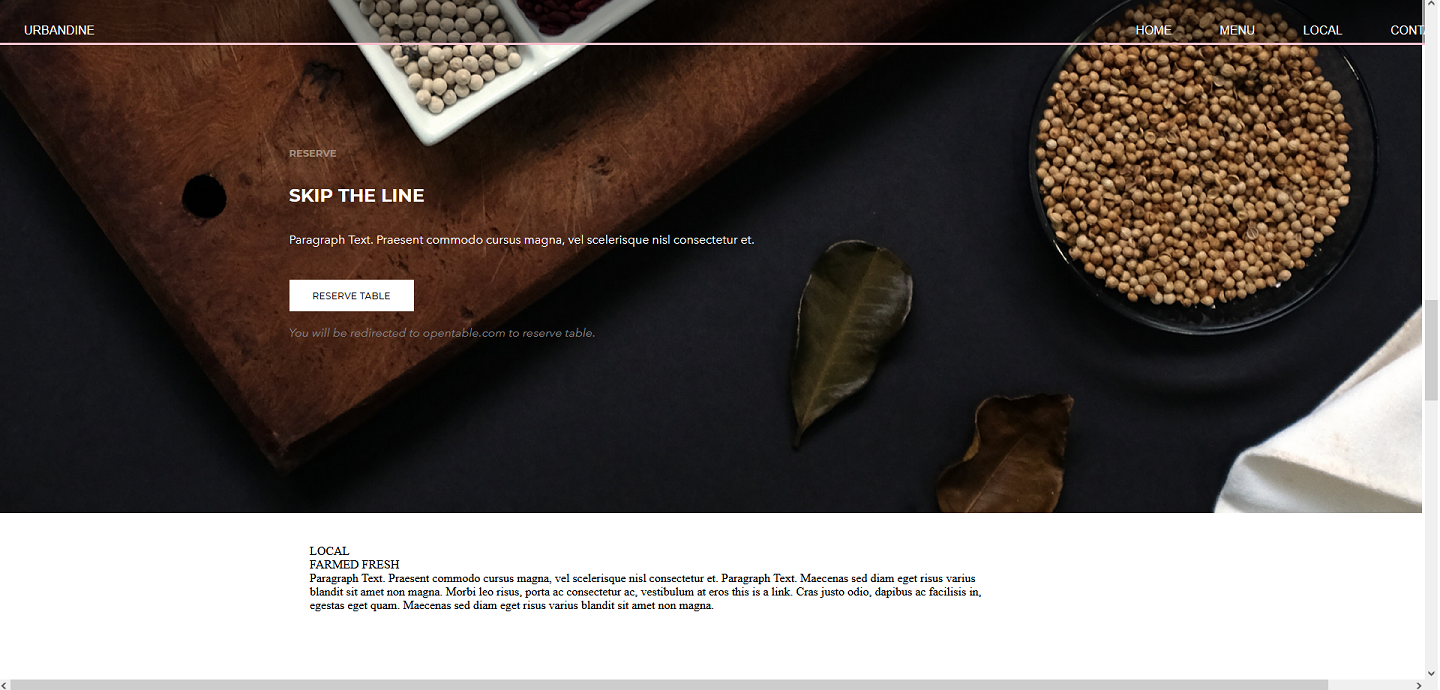 URBANDINE HOME MENU LOCAL CONT
RESERVE
SKIP THE LINE
Paragraph Text. Praesent commodo cursus magna, vel scelerisque nisl consectetur et.
RESERVE TABLE
You will be redirected to opentable.com to reserve table.
LOCAL
FARMED FRESH
Paragraph Text. Praesent commodo cursus magna, vel scelerisque nisl consectetur et. Paragraph Text. Maecenas sed diam eget risus varius
blandit sit amet non magna. Morbi leo risus, porta ac consectetur ac, vestibulum at eros this is a link. Cras justo odio, dapibus ac facilisis in,
egestas eget quam. Maecenas sed diam eget risus varius blandit sit amet non magna.